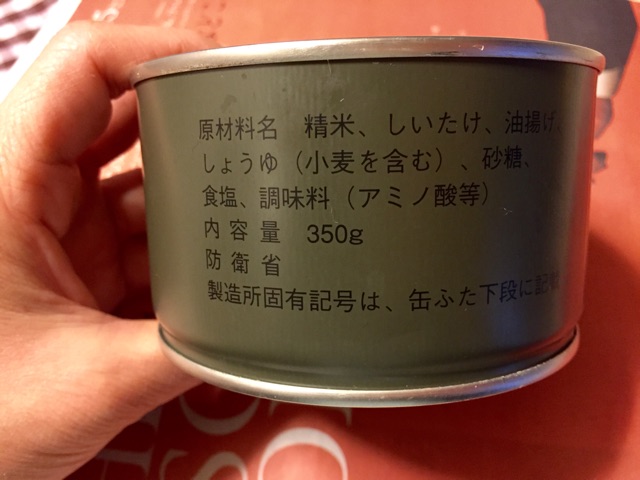 原材料名　精米、しいたけ、油揚げ、
しょうゆ（小麦を含む）、砂糖、
食塩、調味料（アミノ酸等）
内容量　350g
防衛省
製造所固有記号は、缶ふた下段に記載